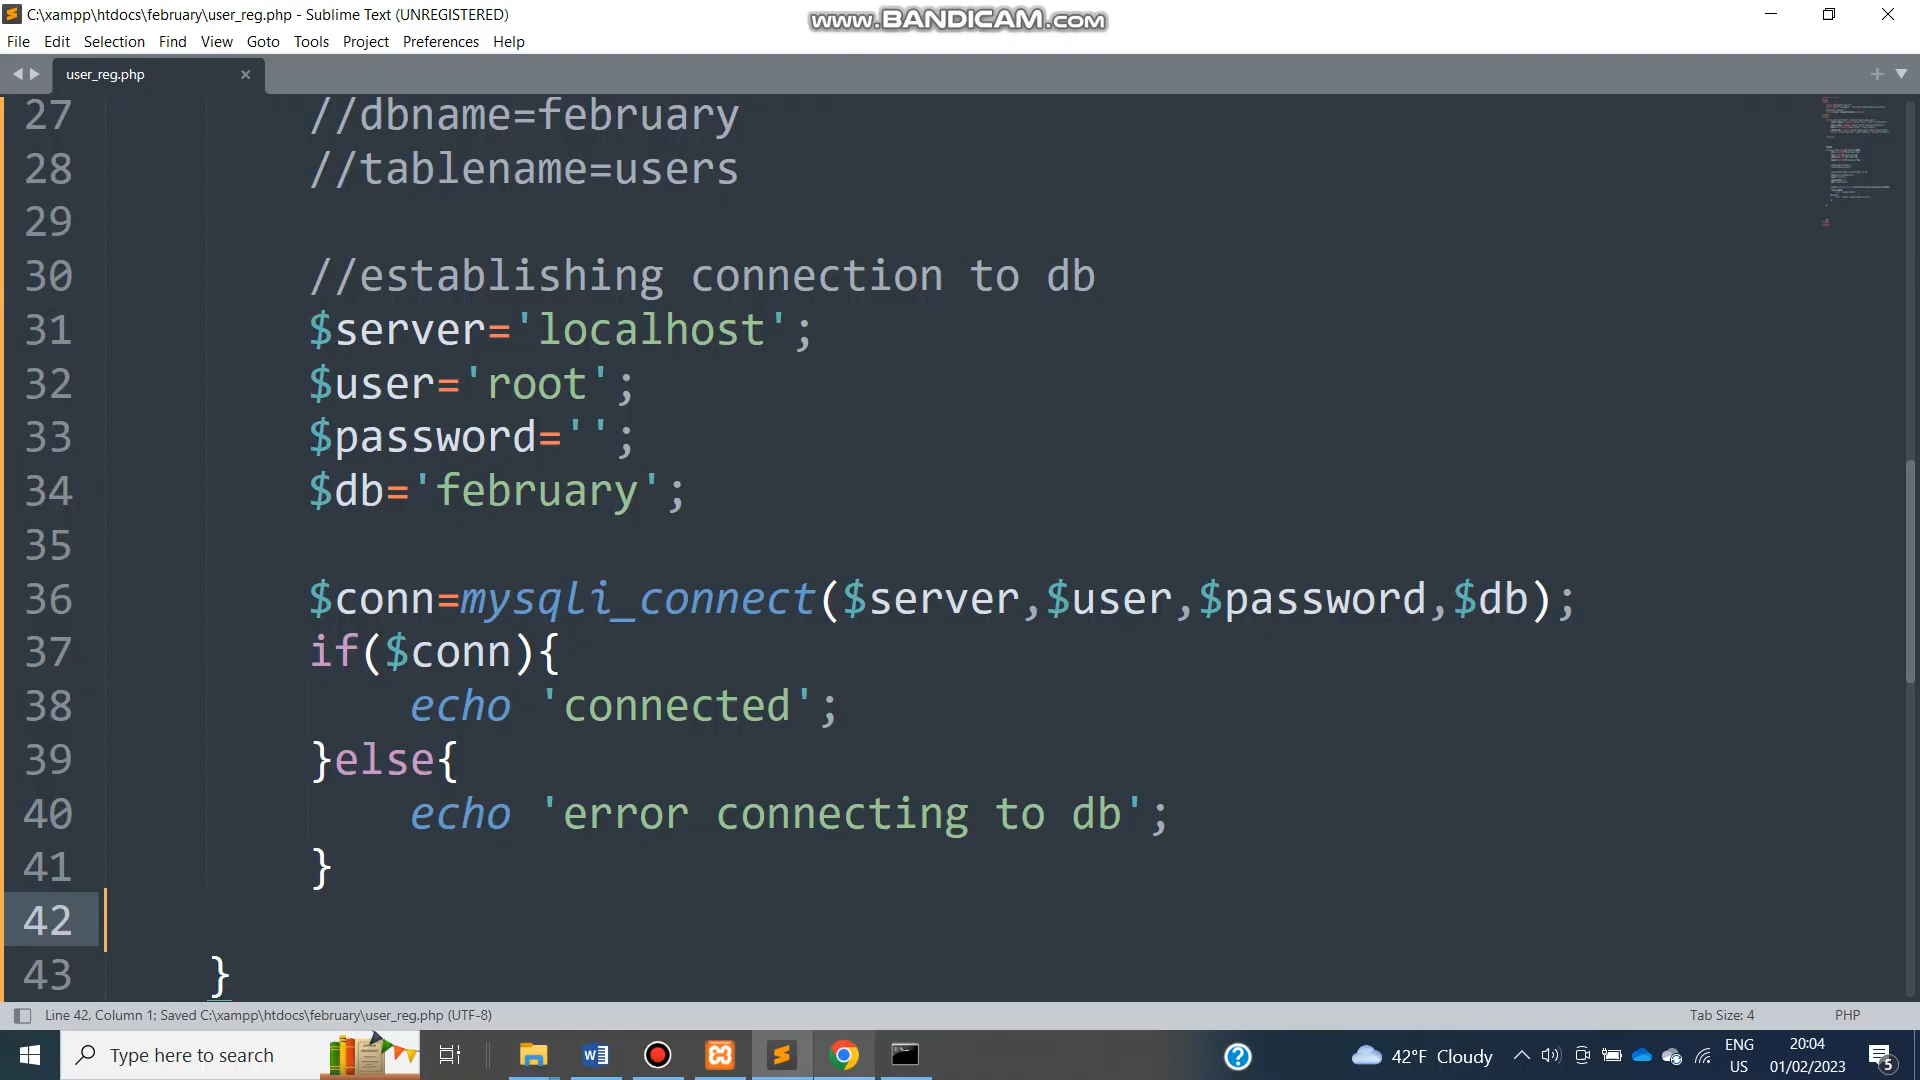 C:\xampp\htdocs\february\user_reg.php - Sublime Text (UNREGISTERED)
www.BANDICAM.com
File Edit Selection Find View Goto Tools Project Preferences Help
user_reg.php
27 //dbname=february
28 //tablename=users
29
30 //establishing connection to db
31 $server='localhost';
32 $user='root';
33 $password='';
34 $db='february';
35
36 $conn=mysqli_connect($server,$user,$password,$db);
37 if($conn){
38 echo 'connected';
39 }else{
40 echo 'error connecting to db';
41 }
42
43 }
Line 42, Column 1; Saved C:\xampp\htdocs\february\user_reg.php (UTF-8) Tab Size: 4 PHP
Type here to search
42°F Cloudy
ENG
US
20:04
01/02/2023
5